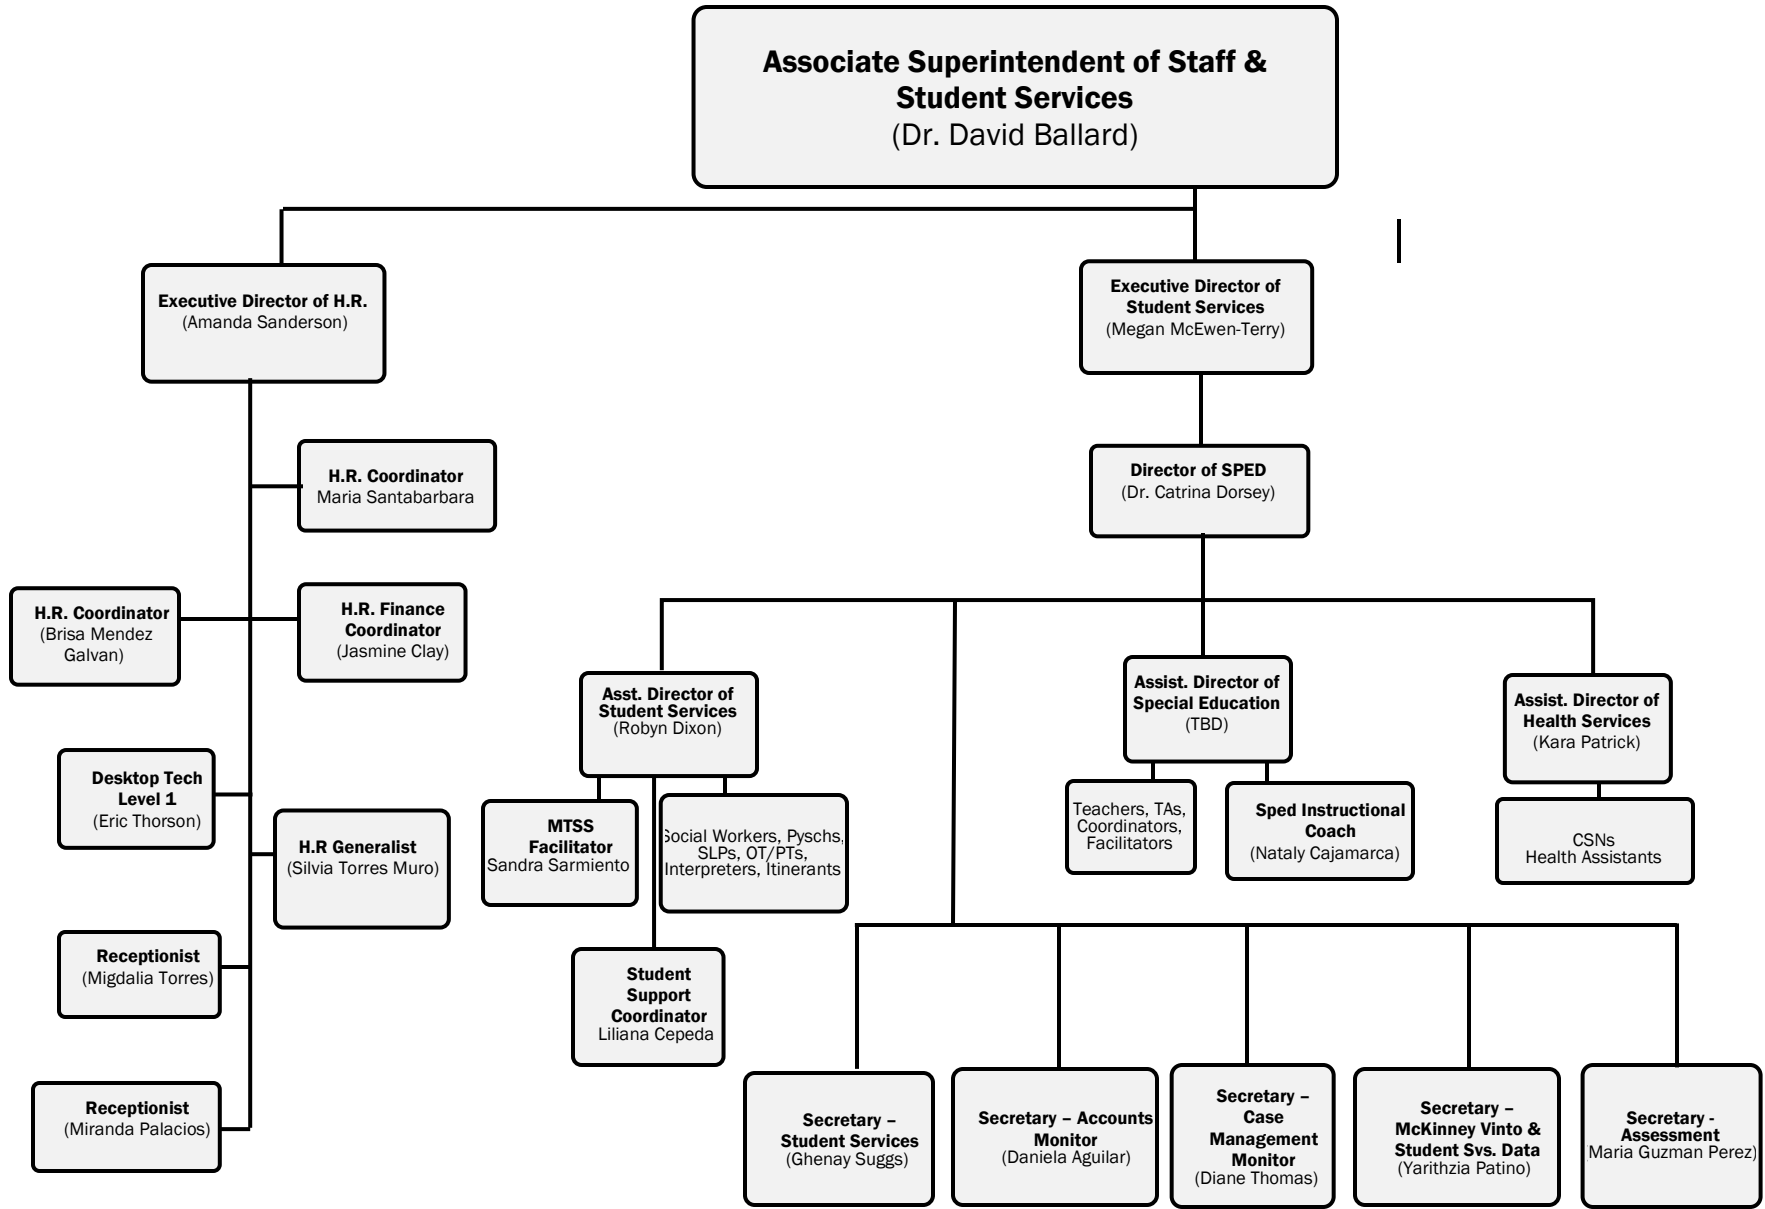 Associate Superintendent of Staff &
Student Services
(Dr. David Ballard)
Executive Director of H.R.
(Amanda Sanderson)
Executive Director of
Student Services
(Megan McEwen-Terry)
H.R. Coordinator
Maria Santabarbara
Director of SPED
(Dr. Catrina Dorsey)
H.R. Coordinator
(Brisa Mendez
Galvan)
H.R. Finance
Coordinator
(Jasmine Clay)
Asst. Director of
Student Services
(Robyn Dixon)
Assist. Director of
Special Education
(TBD)
Assist. Director of
Health Services
(Kara Patrick)
Desktop Tech
Level 1
(Eric Thorson)
H.R Generalist
(Silvia Torres Muro)
MTSS
Facilitator
Sandra Sarmiento
Social Workers, Pyschs,
SLPs, OT/PTs,
Interpreters, Itinerants
Teachers, TAs,
Coordinators,
Facilitators
Sped Instructional
Coach
(Nataly Cajamarca)
CSNs
Health Assistants
Receptionist
(Migdalia Torres)
Student
Support
Coordinator
Liliana Cepeda
Receptionist
(Miranda Palacios)
Secretary –
Student Services
(Ghenay Suggs)
Secretary – Accounts
Monitor
(Daniela Aguilar)
Secretary –
Case
Management
Monitor
(Diane Thomas)
Secretary –
McKinney Vinto &
Student Svs. Data
(Yarithzia Patino)
Secretary -
Assessment
(Maria Guzman Perez)